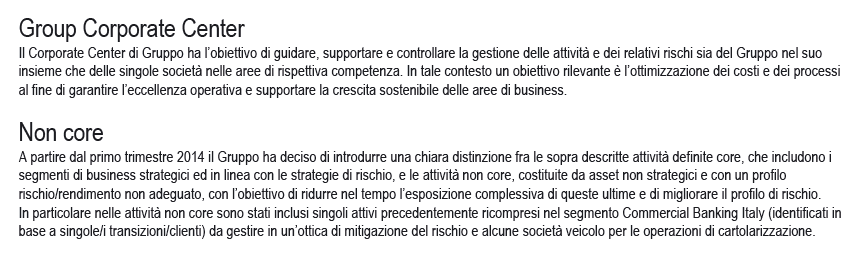 Group Corporate Center
Il Corporate Center di Gruppo ha l’obiettivo di guidare, supportare e controllare la gestione delle attività e dei relativi rischi sia del Gruppo nel suo
insieme che delle singole società nelle aree di rispettiva competenza. In tale contesto un obiettivo rilevante è l’ottimizzazione dei costi e dei processi
al fine di garantire l’eccellenza operativa e supportare la crescita sostenibile delle aree di business.
Non core
A partire dal primo trimestre 2014 il Gruppo ha deciso di introdurre una chiara distinzione fra le sopra descritte attività definite core, che includono i
segmenti di business strategici ed in linea con le strategie di rischio, e le attività non core, costituite da asset non strategici e con un profilo
rischio/rendimento non adeguato, con l’obiettivo di ridurre nel tempo l’esposizione complessiva di queste ultime e di migliorare il profilo di rischio.
In particolare nelle attività non core sono stati inclusi singoli attivi precedentemente ricompresi nel segmento Commercial Banking Italy (identificati in
base a singole/i transizioni/clienti) da gestire in un’ottica di mitigazione del rischio e alcune società veicolo per le operazioni di cartolarizzazione.